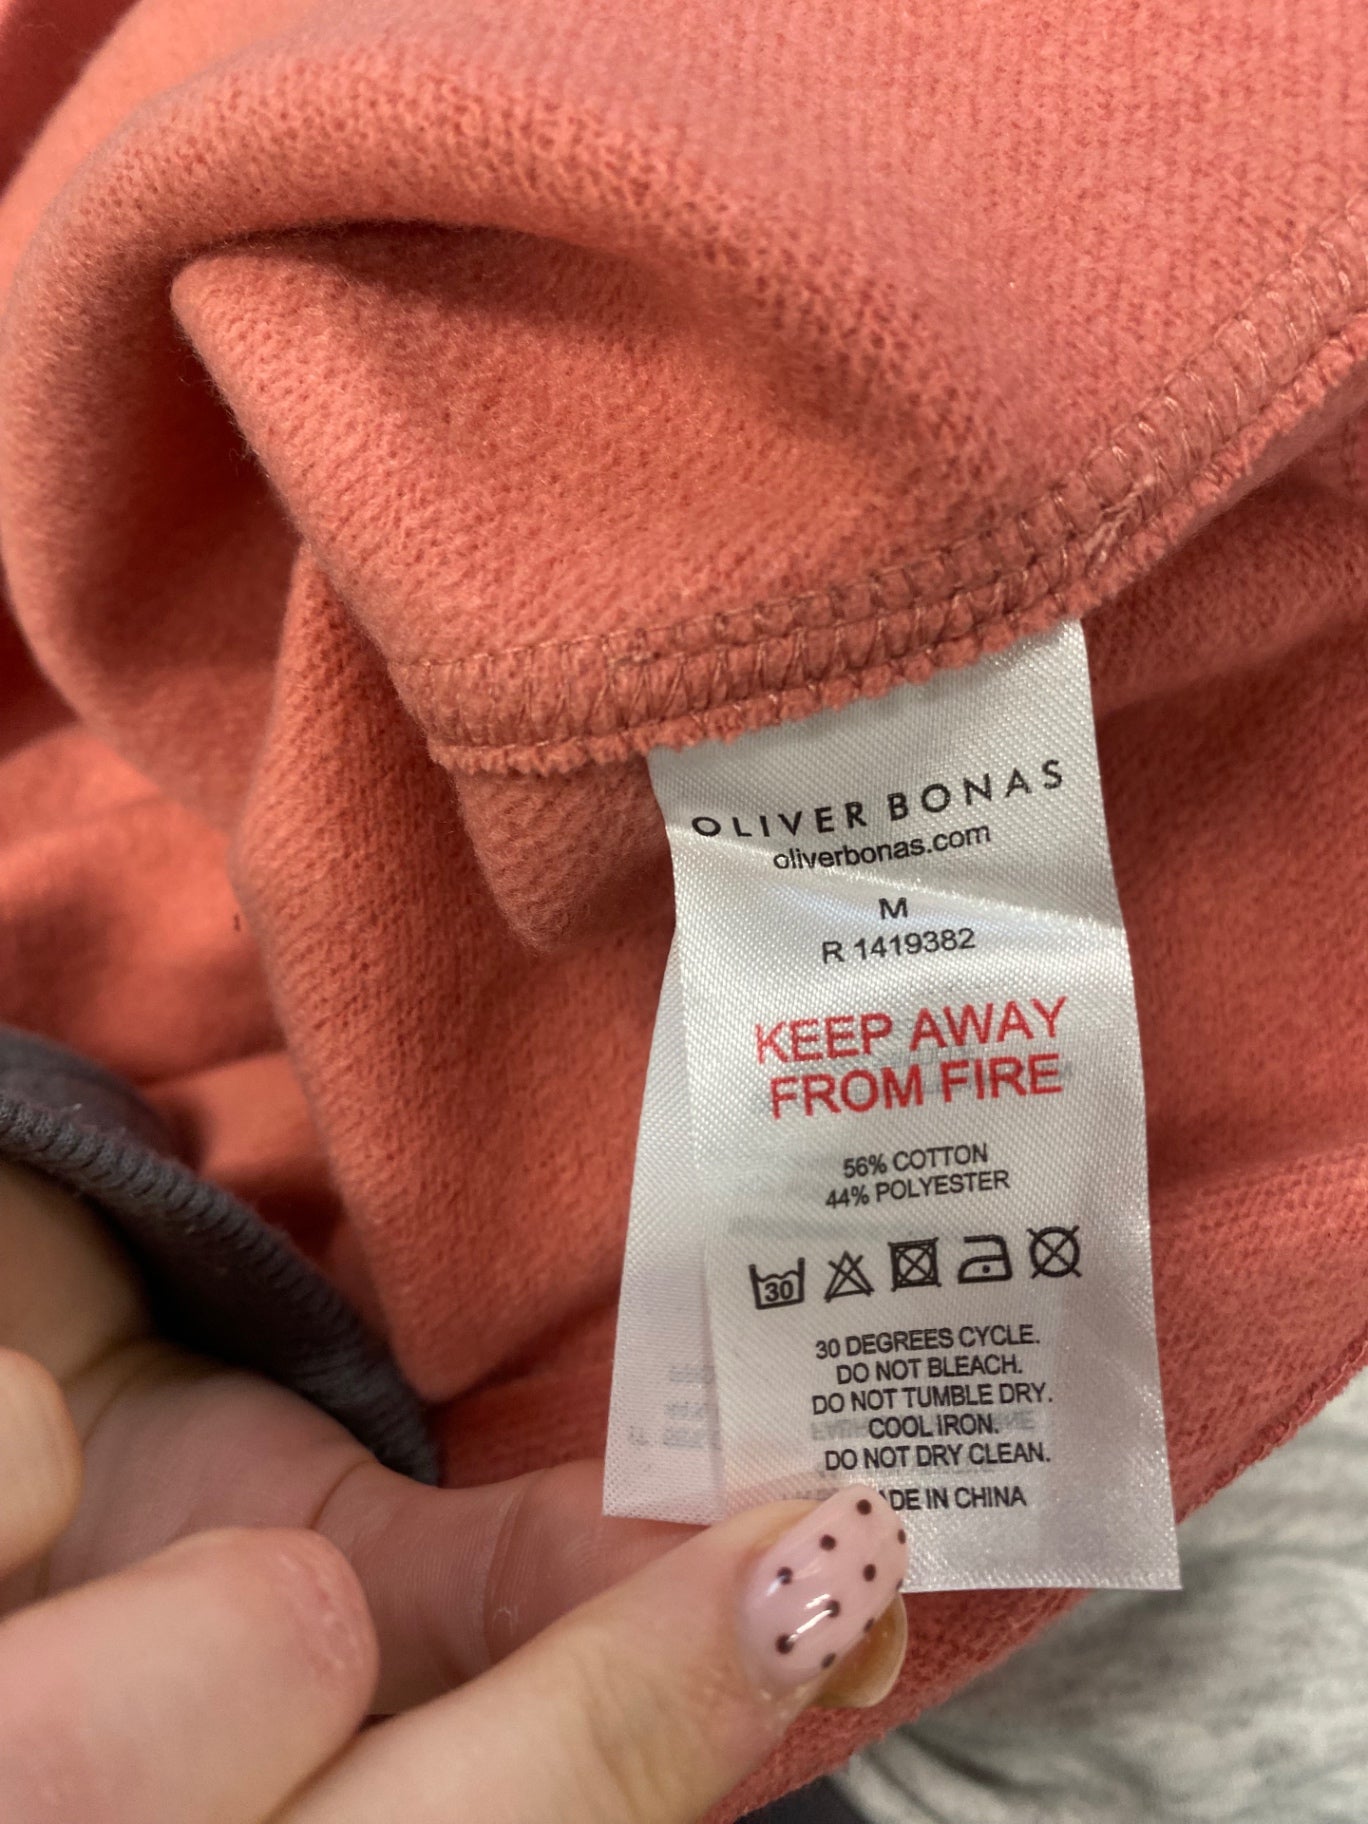 OLIVER BONAS
oliverbonas.com
M
R 1419382
KEEP AWAY
FROM FIRE
56% COTTON
44% POLYESTER
30
30 DEGREES CYCLE.
DO NOT BLEACH.
DO NOT TUMBLE DRY.
COOL IRON.
DO NOT DRY CLEAN.
IN CHINA